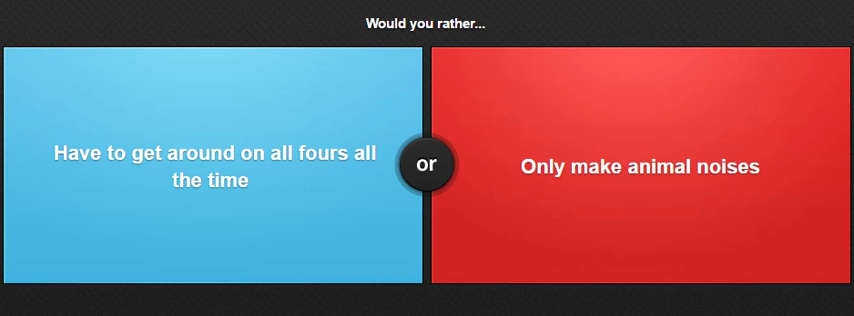 Would you rather...
Have to get around on all fours all
the time
or
Only make animal noises